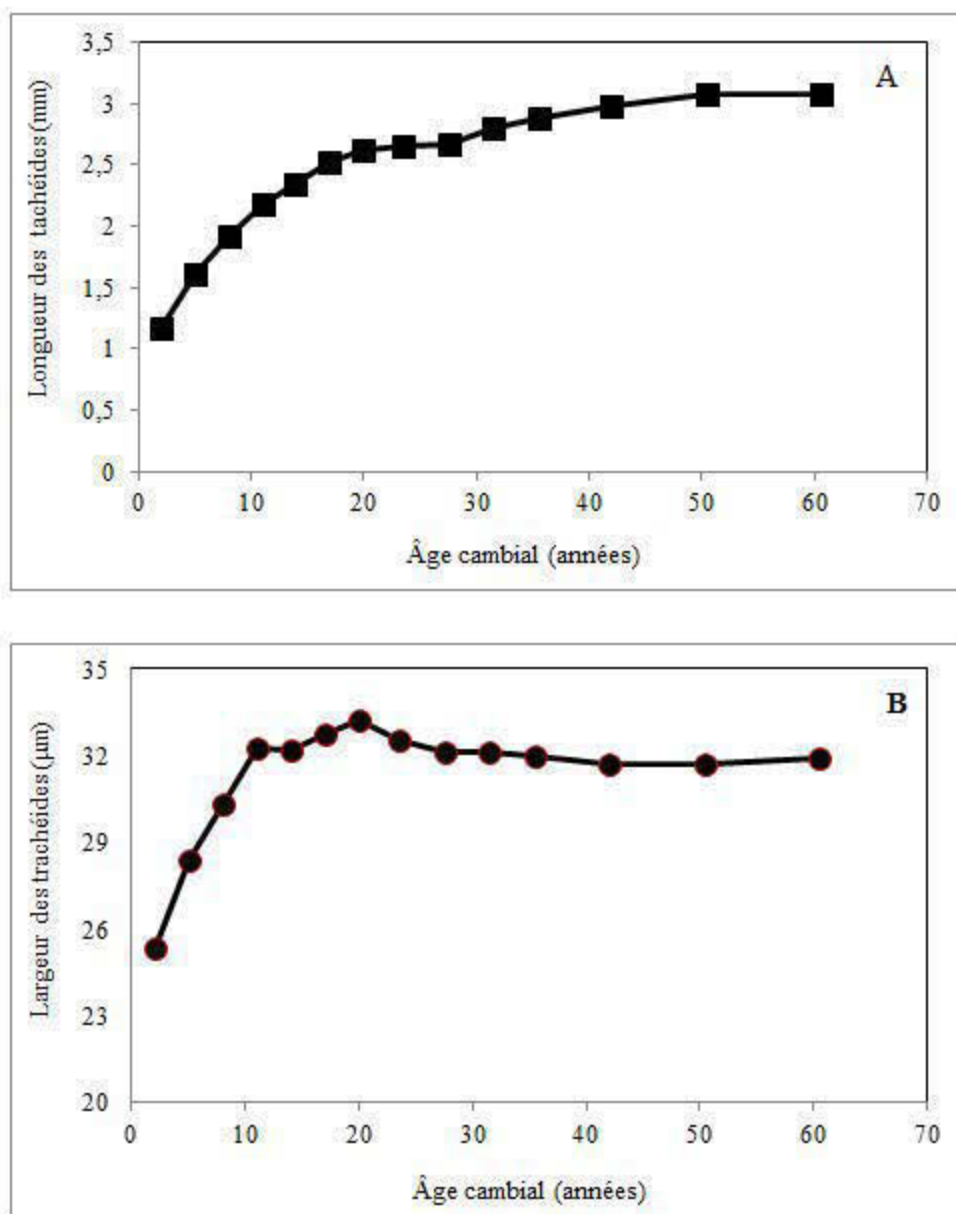 A
Longueur des tachéides (mm)
3,5
3
2,5
2
1,5
1
0,5
0
0 10 20 30 40 50 60 70
Âge cambial (années)
B
Largeur des trachéides (µm)
35
32
29
26
23
20
0 10 20 30 40 50 60 70
Âge cambial (années)